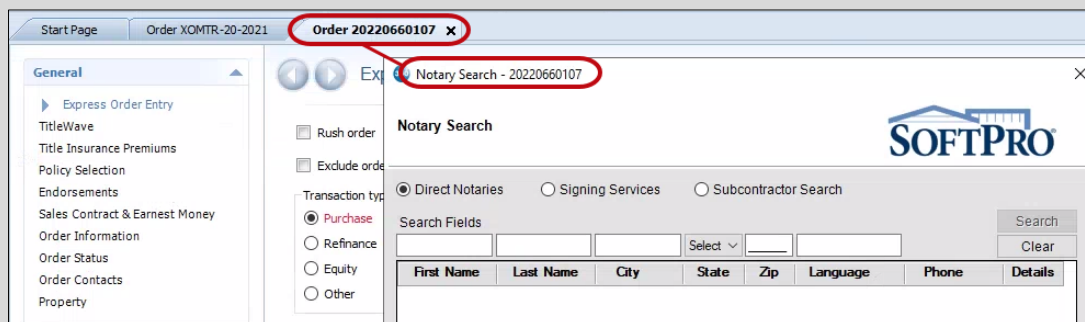 Start Page
Order XOMTR-20-2021
Order 20220660107
General
Express Order Entry
TitleWave
Title Insurance Premiums
Policy Selection
Endorsements
Sales Contract & Earnest Money
Order Information
Order Status
Order Contacts
Property
Rush order
Exclude orde
Transaction typ
Purchase
Refinance
Equity
Other
Notary Search - 20220660107
Notary Search
SOFTPRO
Direct Notaries
Signing Services
Subcontractor Search
Search Fields
Search
Select
Clear
First Name Last Name City State Zip Language Phone Details